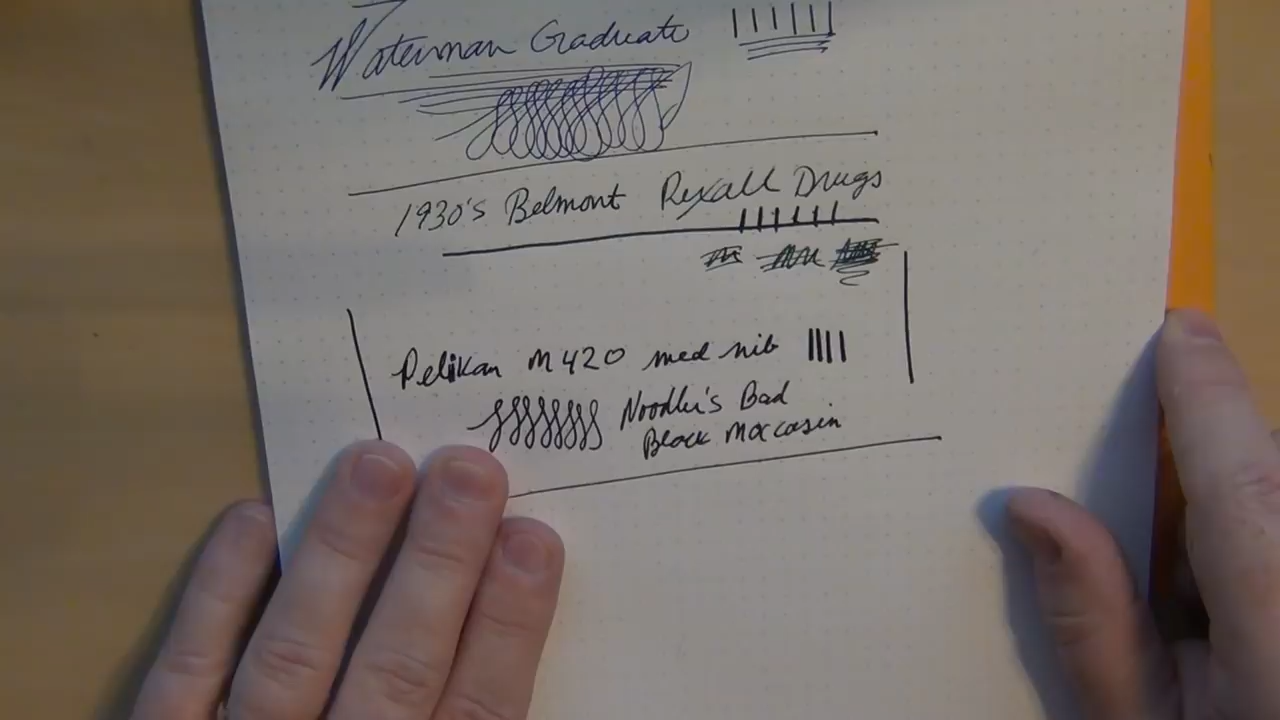 Waterman Graduate
1930's Belmont Rexall Drugs
Pelikan M420 med nib
Noodler's Bad
Black Moccasin